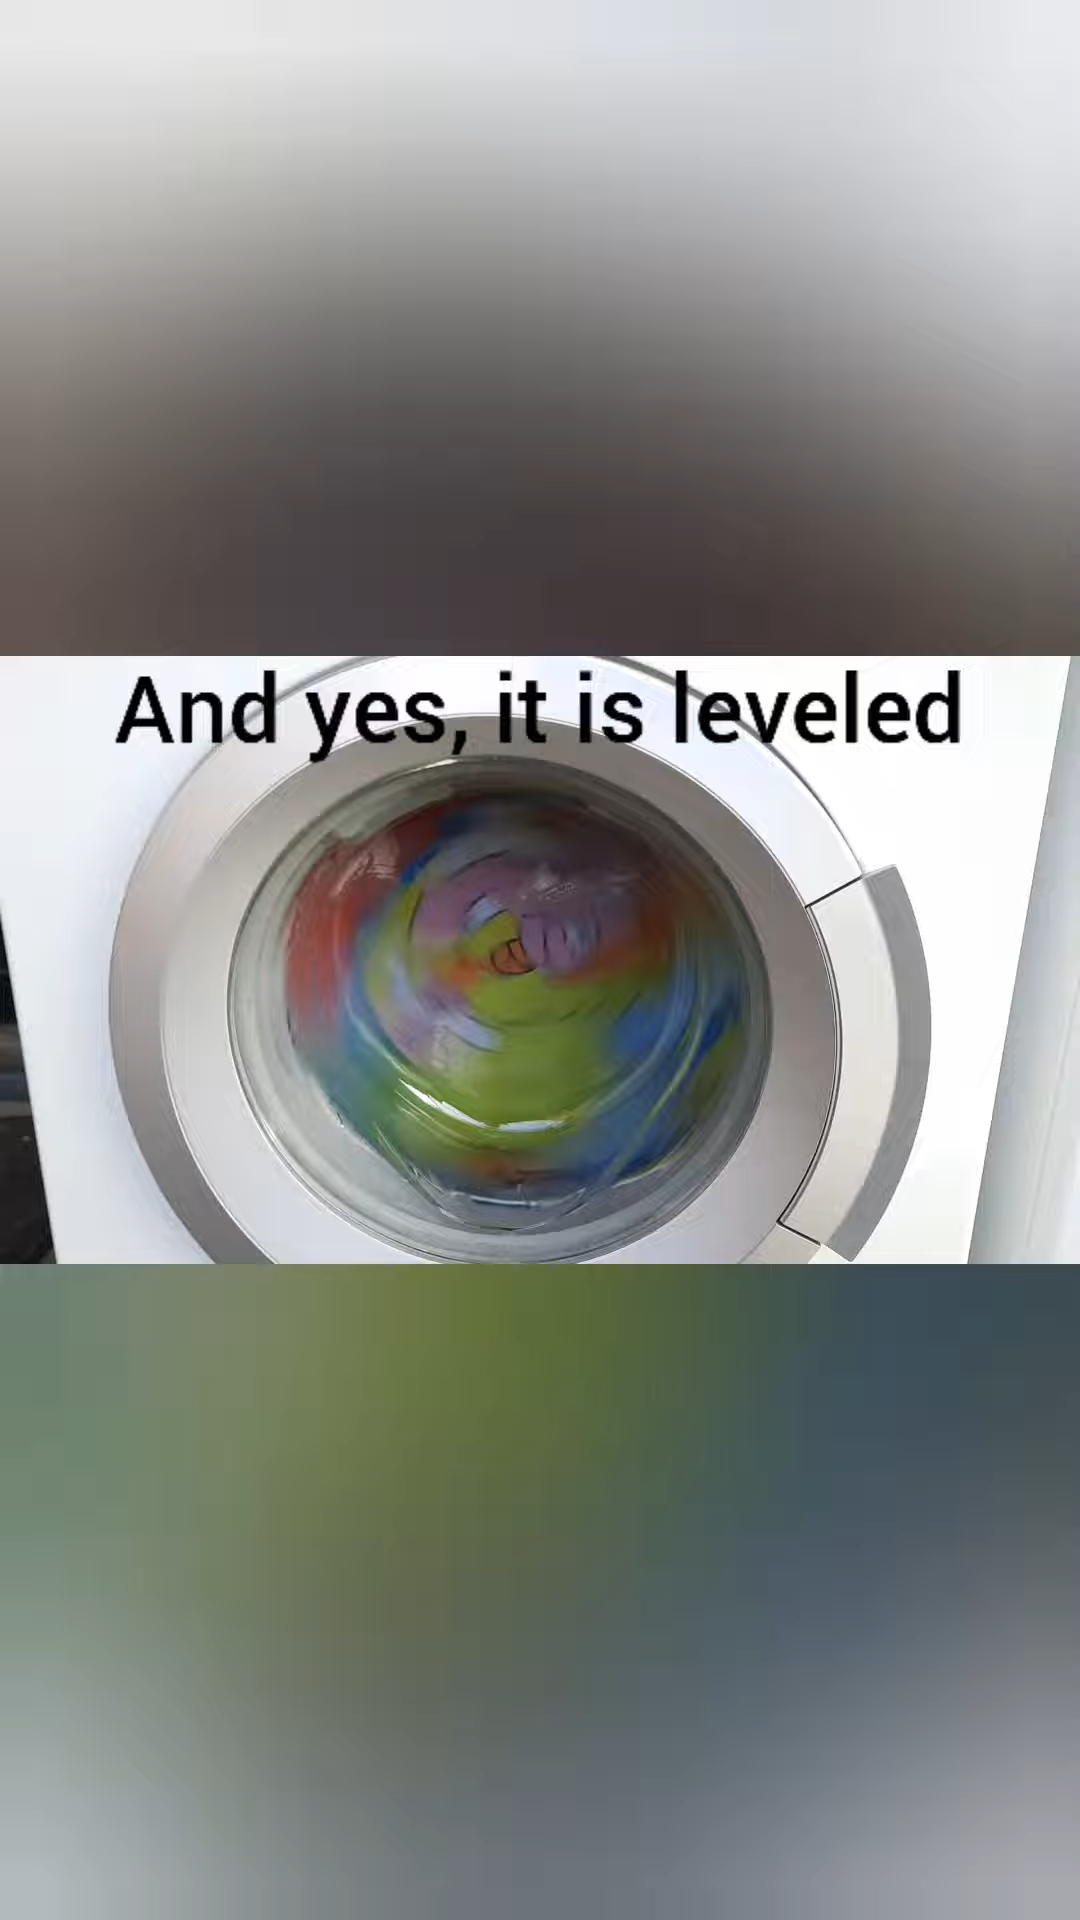 And yes, it is leveled